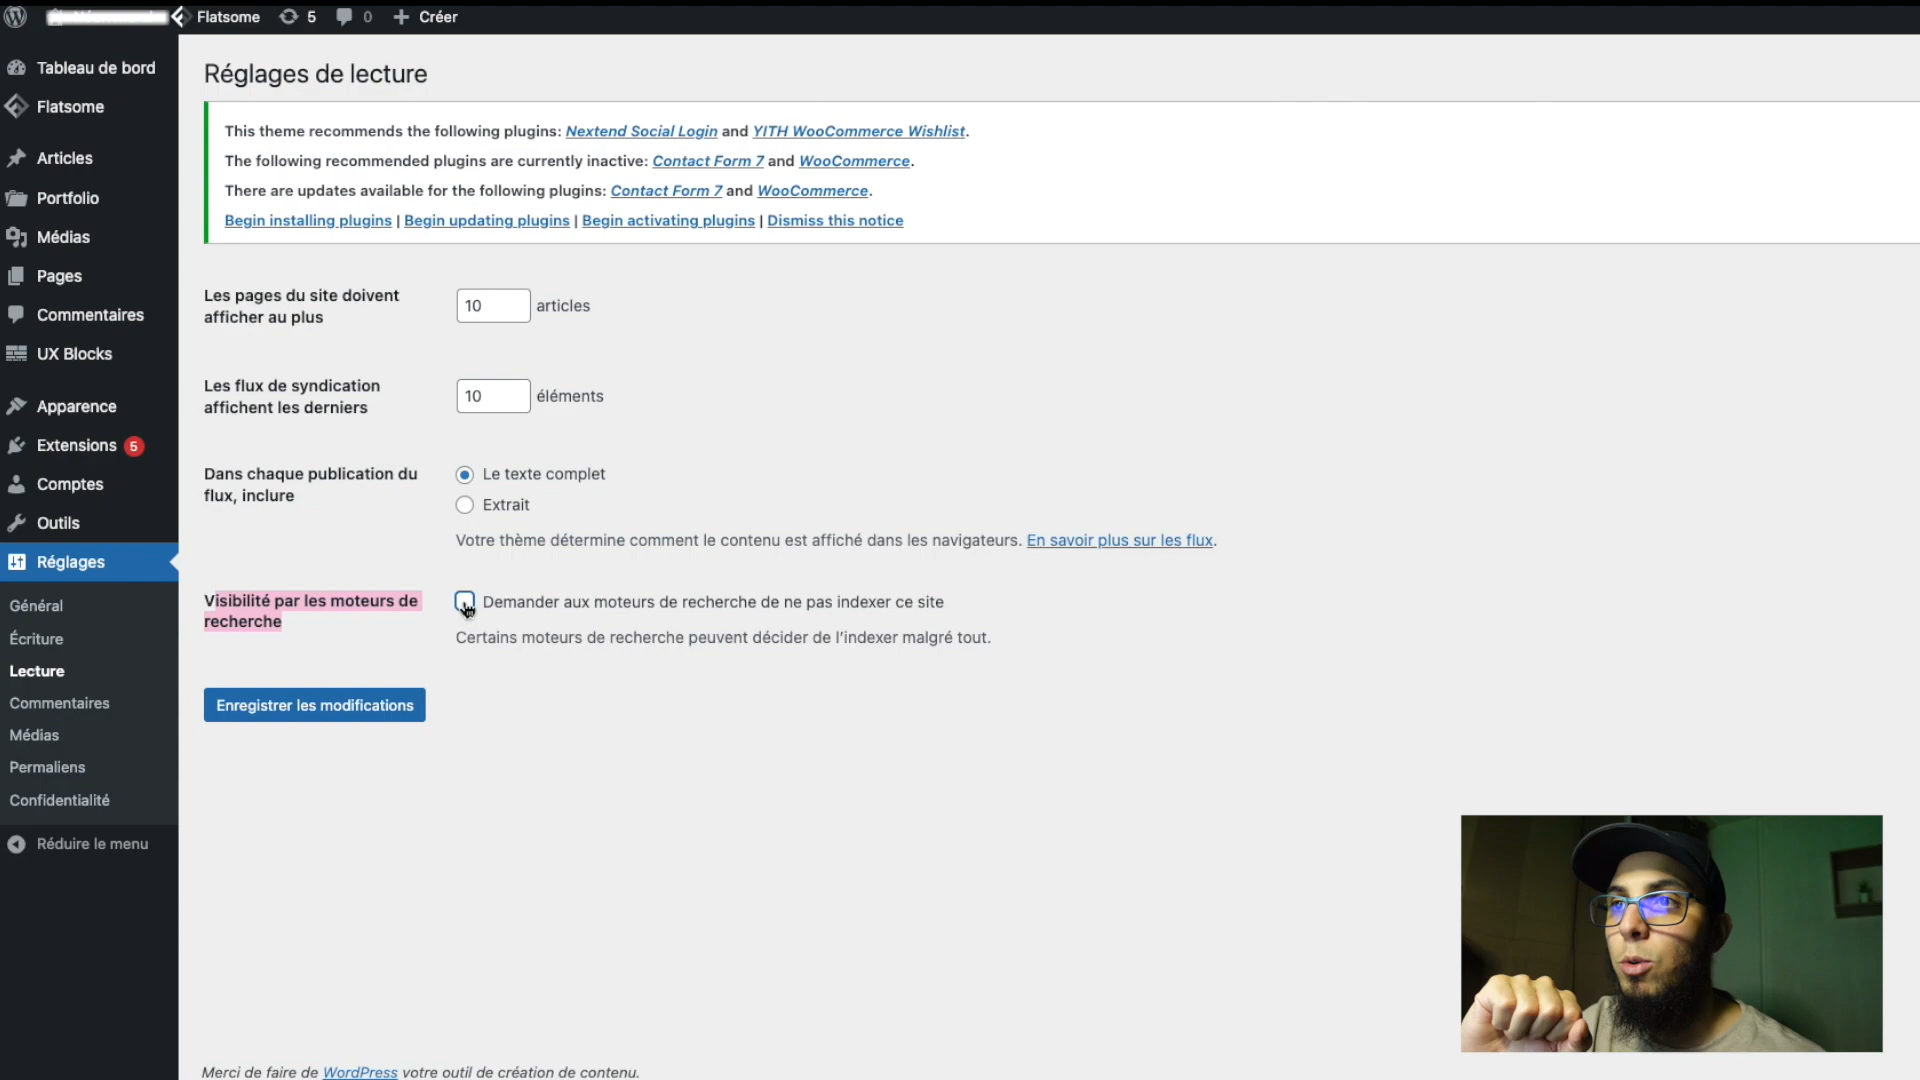 Flatsome 5 0 Créer
Tableau de bord
Flatsome
Articles
Portfolio
Médias
Pages
Commentaires
UX Blocks
Apparence
Extensions 5
Comptes
Outils
Réglages
Général
Écriture
Lecture
Commentaires
Médias
Permaliens
Confidentialité
Réduire le menu
Réglages de lecture
This theme recommends the following plugins: Nextend Social Login and YITH WooCommerce Wishlist.
The following recommended plugins are currently inactive: Contact Form 7 and WooCommerce.
There are updates available for the following plugins: Contact Form 7 and WooCommerce.
Begin installing plugins | Begin updating plugins | Begin activating plugins | Dismiss this notice
Les pages du site doivent
afficher au plus
10 articles
Les flux de syndication
affichent les derniers
10 éléments
Dans chaque publication du
flux, inclure
Le texte complet
Extrait
Votre thème détermine comment le contenu est affiché dans les navigateurs. En savoir plus sur les flux.
Visibilité par les moteurs de
recherche
Demander aux moteurs de recherche de ne pas indexer ce site
Certains moteurs de recherche peuvent décider de l'indexer malgré tout.
Enregistrer les modifications
Merci de faire de WordPress votre outil de création de contenu.